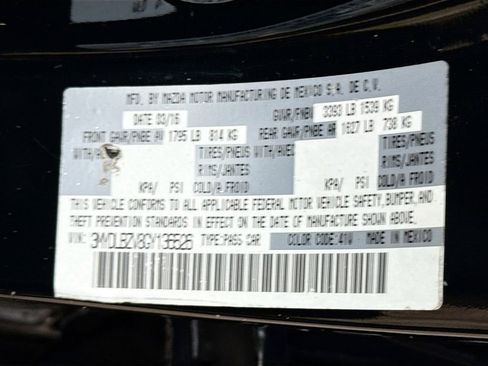 MFD. BY MAZDA MOTOR MANUFACTURING DE MEXICO S.A. DE C.V.
DATE 03/16 GVWR/PNBV 3393 LB 1539 KG
FRONT GAWR/PNBE AV 1795 LB 814 KG REAR GAWR/PNBE AR 1627 LB 738 KG
WITH/AVEC TIRES/PNEUS WITH/AVEC TIRES/PNEUS
RIMS/JANTES RIMS/JANTES
KPA/ PSI COLD/A FROID KPA/ PSI COLD/A FROID
THIS VEHICLE CONFORMS TO ALL APPLICABLE FEDERAL MOTOR VEHICLE SAFETY, BUMPER, AND
THEFT PREVENTION STANDARDS IN EFFECT ON THE DATE OF MANUFACTURE SHOWN ABOVE.
VIN: TYPE:PASS CAR COLOR CODE:41W MADE IN MEXICO